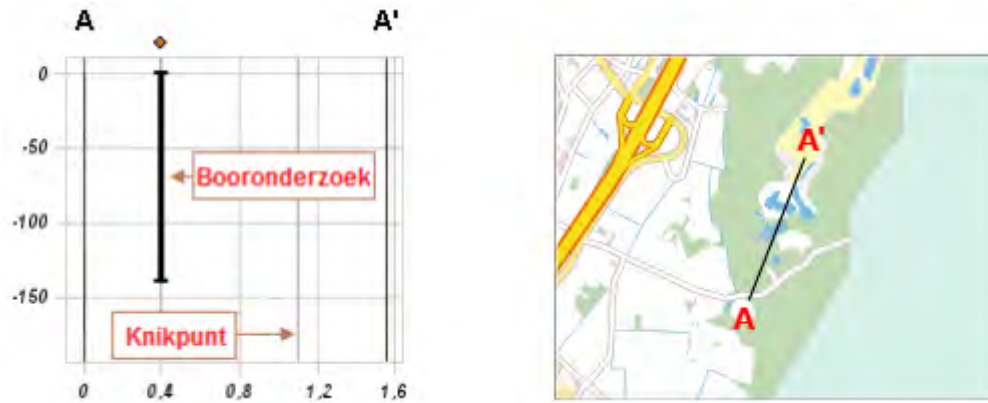 A A'
0
-50
Booronderzoek
-100
-150
Knikpunt
0 0,4 0,8 1,2 1,6
A'
A